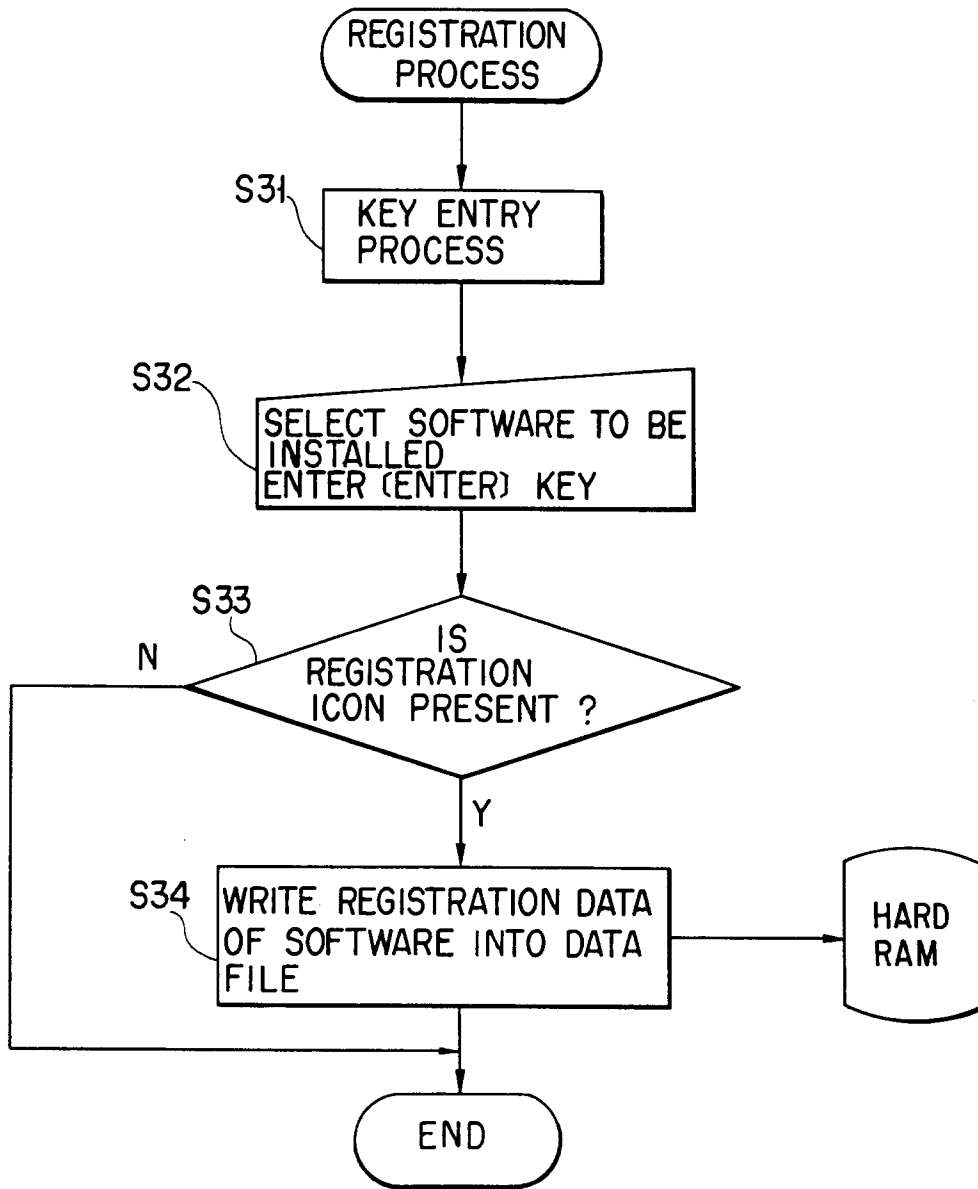 REGISTRATION
PROCESS
S31
KEY ENTRY
PROCESS
S32
SELECT SOFTWARE TO BE
INSTALLED
ENTER (ENTER) KEY
S33
N
IS
REGISTRATION
ICON PRESENT ?
Y
S34
WRITE REGISTRATION DATA
OF SOFTWARE INTO DATA
FILE
HARD
RAM
END